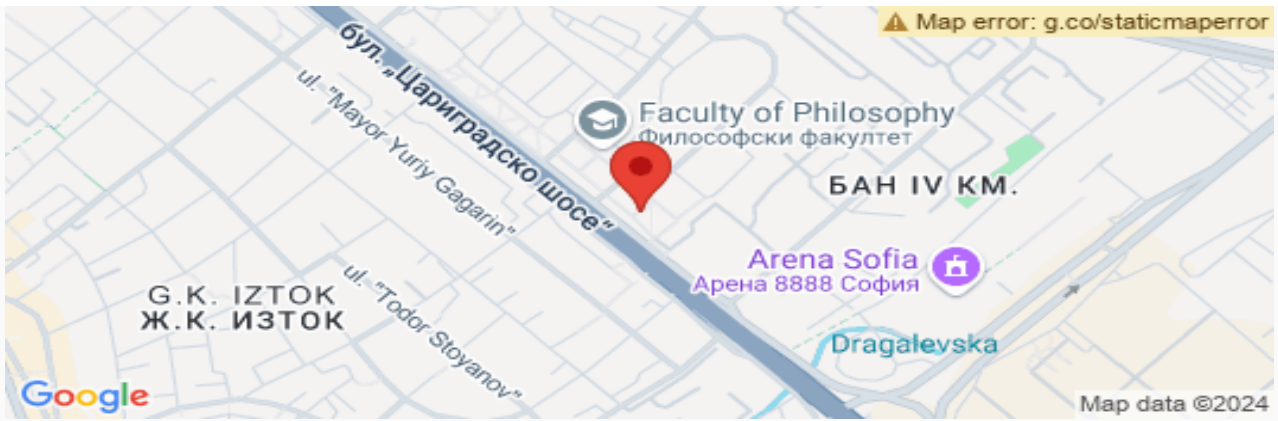 ⚠ Map error: g.co/staticmaperror
бул. „Цариградско шосе“
ul. "Mayor Yuriy Gagarin"
Faculty of Philosophy
Философски факултет
БАН IV КМ.
Arena Sofia
Арена 8888 София
G.K. IZTOK
Ж.К. ИЗТОК
ul. "Todor Stoyanov"
Dragalevska
Google
Map data ©2024